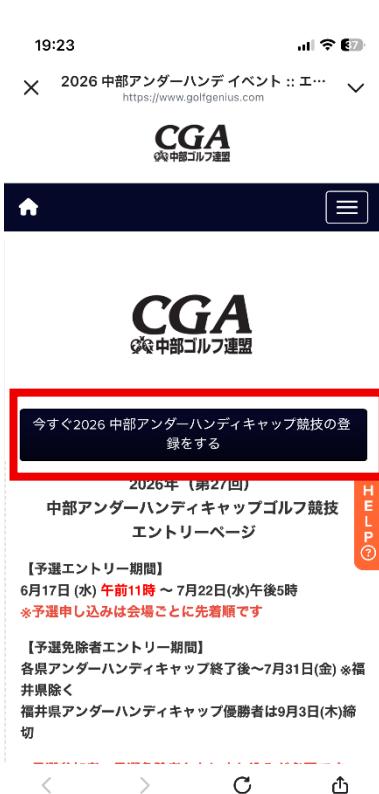 19:23
37
2026 中部アンダーハンデ イベント :: エ…
https://www.golfgenius.com
CGA
中部ゴルフ連盟
CGA
中部ゴルフ連盟
今すぐ2026 中部アンダーハンディキャップ競技の登
録をする
2026年（第27回）
中部アンダーハンディキャップゴルフ競技
エントリーページ
HELP?
【予選エントリー期間】
6月17日 (水) 午前11時 ~ 7月22日(水)午後5時
※予選申し込みは会場ごとに先着順です
【予選免除者エントリー期間】
各県アンダーハンディキャップ終了後~7月31日(金) ※福
井県除く
福井県アンダーハンディキャップ優勝者は9月3日(木)締
切